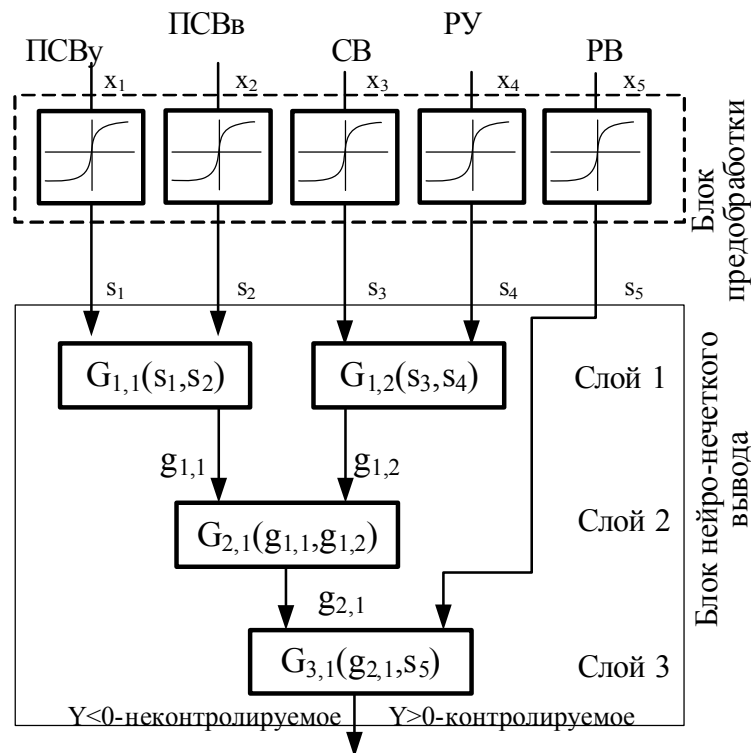 ПСВу ПСВв СВ РУ РВ
x1 x2 x3 x4 x5
Блок
предобработки
s1 s2 s3 s4 s5
G1,1(s1,s2) G1,2(s3,s4) Слой 1
g1,1 g1,2
G2,1(g1,1,g1,2) Слой 2
g2,1
G3,1(g2,1,s5) Слой 3
Y<0-неконтролируемое Y>0-контролируемое
Блок нейро-нечеткого
вывода